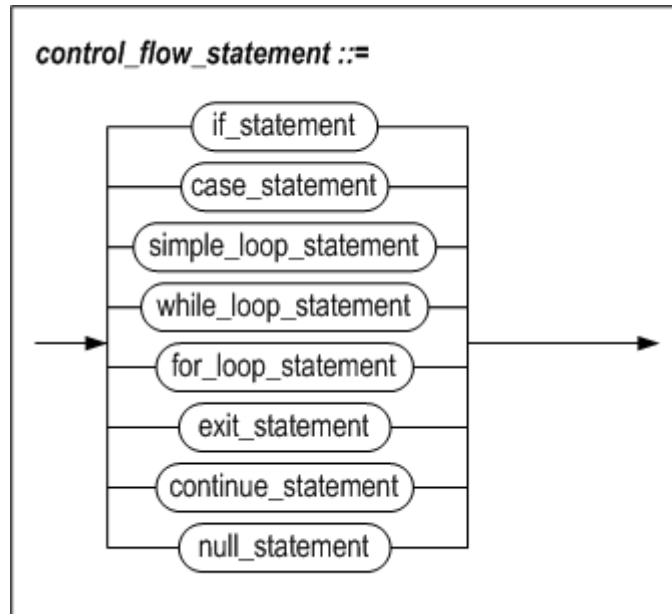 control_flow_statement ::=
if_statement
case_statement
simple_loop_statement
while_loop_statement
for_loop_statement
exit_statement
continue_statement
null_statement